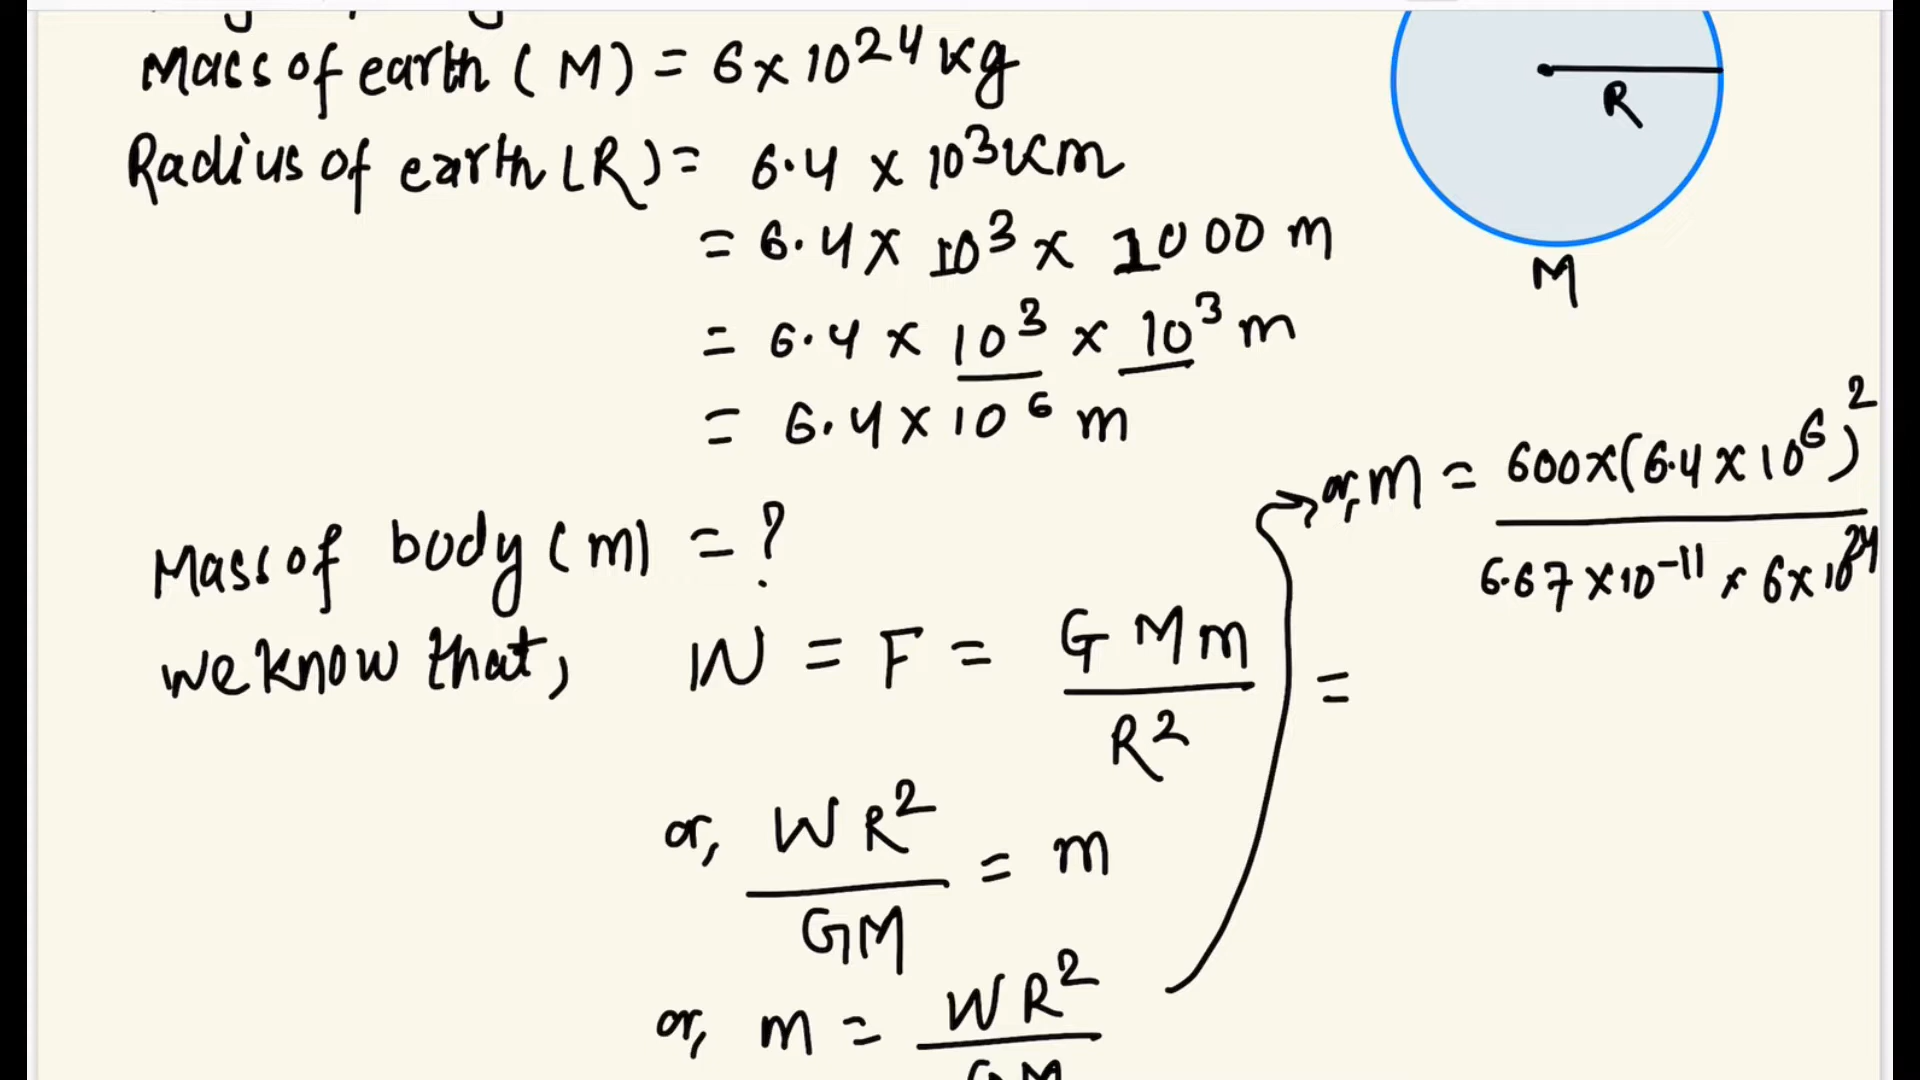 Mass of earth (M) = 6 x 10^24 kg
Radius of earth (R) = 6.4 x 10^3 Km
= 6.4 x 10^3 x 1000 m
= 6.4 x 10^3 x 10^3 m
= 6.4 x 10^6 m
Mass of body (m) = ?
we know that, W = F = GMm / R^2
or, WR^2 / GM = m
or, m = WR^2 / GM
R
M
or, m = 600x(6.4 x 10^6)^2 / 6.67 x 10^-11 x 6 x 10^24
=